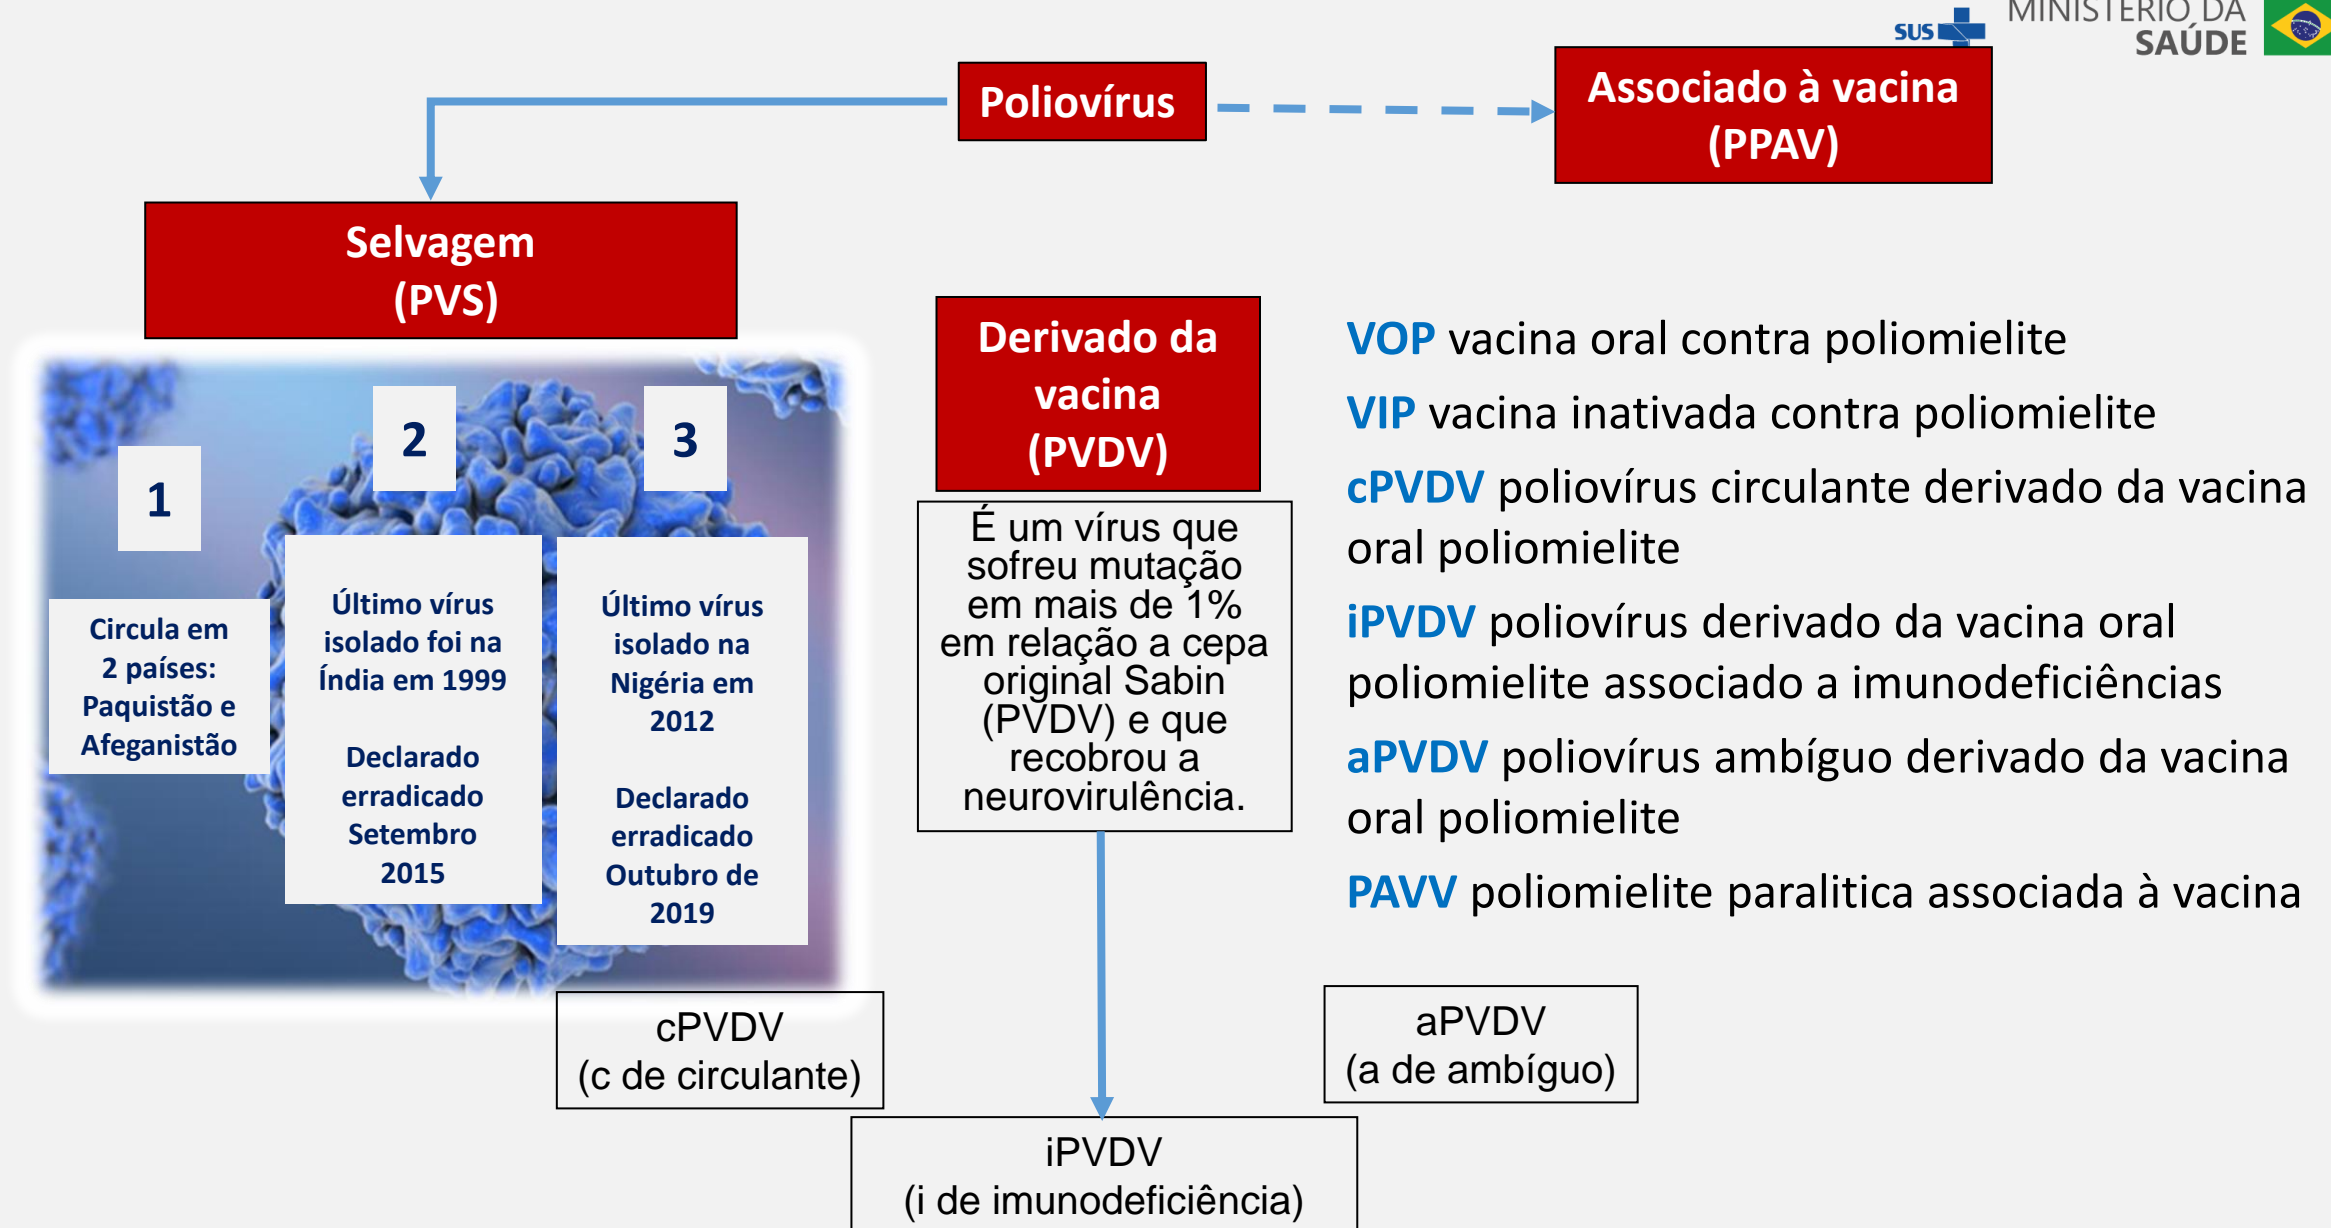 SUS
MINISTÉRIO DA
SAÚDE
Poliovírus
Associado à vacina
(PPAV)
Selvagem
(PVS)
1
Circula em
2 países:
Paquistão e
Afeganistão
2
Último vírus
isolado foi na
Índia em 1999
Declarado
erradicado
Setembro
2015
3
Último vírus
isolado na
Nigéria em
2012
Declarado
erradicado
Outubro de
2019
Derivado da
vacina
(PVDV)
É um vírus que
sofreu mutação
em mais de 1%
em relação a cepa
original Sabin
(PVDV) e que
recobrou a
neurovirulência.
VOP vacina oral contra poliomielite
VIP vacina inativada contra poliomielite
cPVDV poliovírus circulante derivado da vacina
oral poliomielite
iPVDV poliovírus derivado da vacina oral
poliomielite associado a imunodeficiências
aPVDV poliovírus ambíguo derivado da vacina
oral poliomielite
PAVV poliomielite paralitica associada à vacina
cPVDV
(c de circulante)
iPVDV
(i de imunodeficiência)
aPVDV
(a de ambíguo)